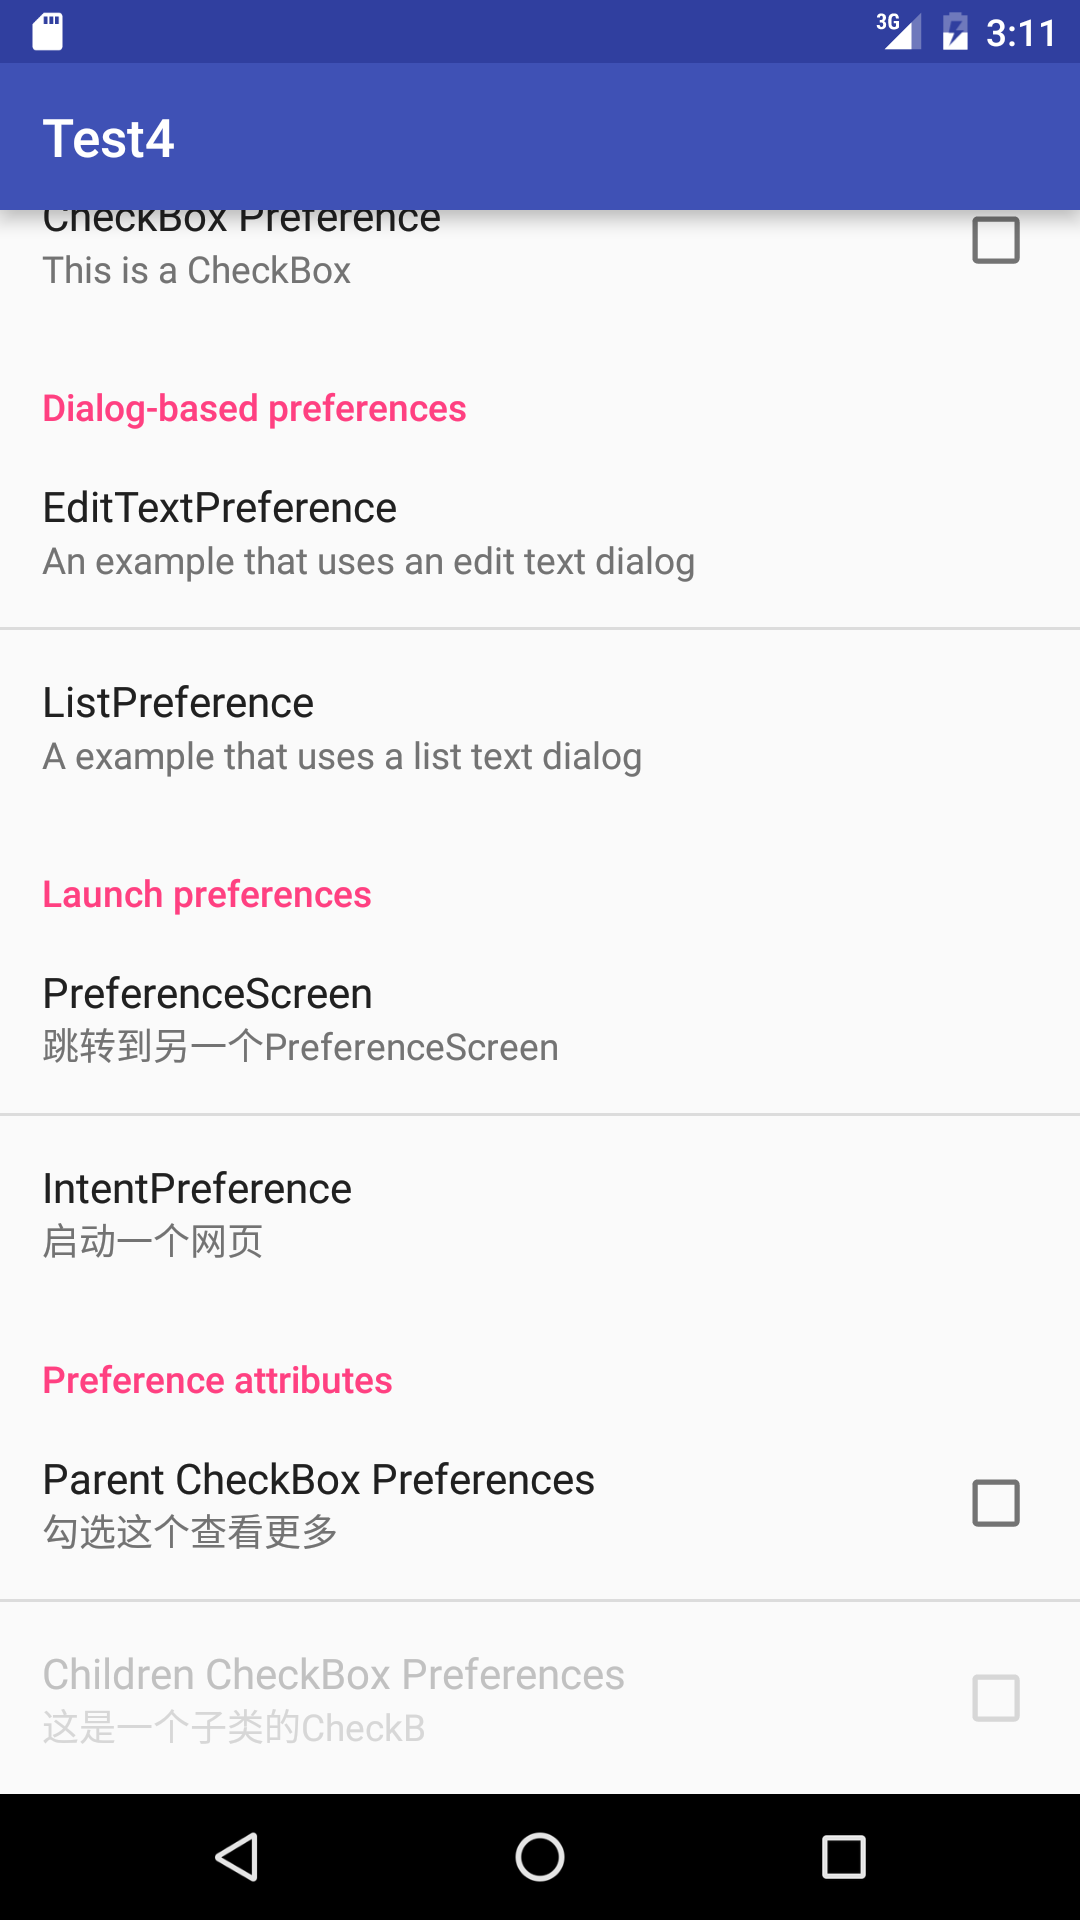 3G 3:11
Test4
CheckBox Preference
This is a CheckBox
Dialog-based preferences
EditTextPreference
An example that uses an edit text dialog
ListPreference
A example that uses a list text dialog
Launch preferences
PreferenceScreen
跳转到另一个PreferenceScreen
IntentPreference
启动一个网页
Preference attributes
Parent CheckBox Preferences
勾选这个查看更多
Children CheckBox Preferences
这是一个子类的CheckB